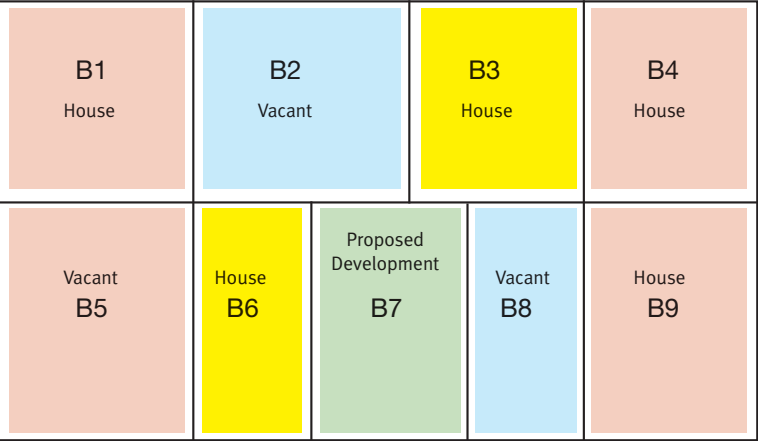 B1
House
B2
Vacant
B3
House
B4
House
Vacant
B5
House
B6
Proposed
Development
B7
Vacant
B8
House
B9